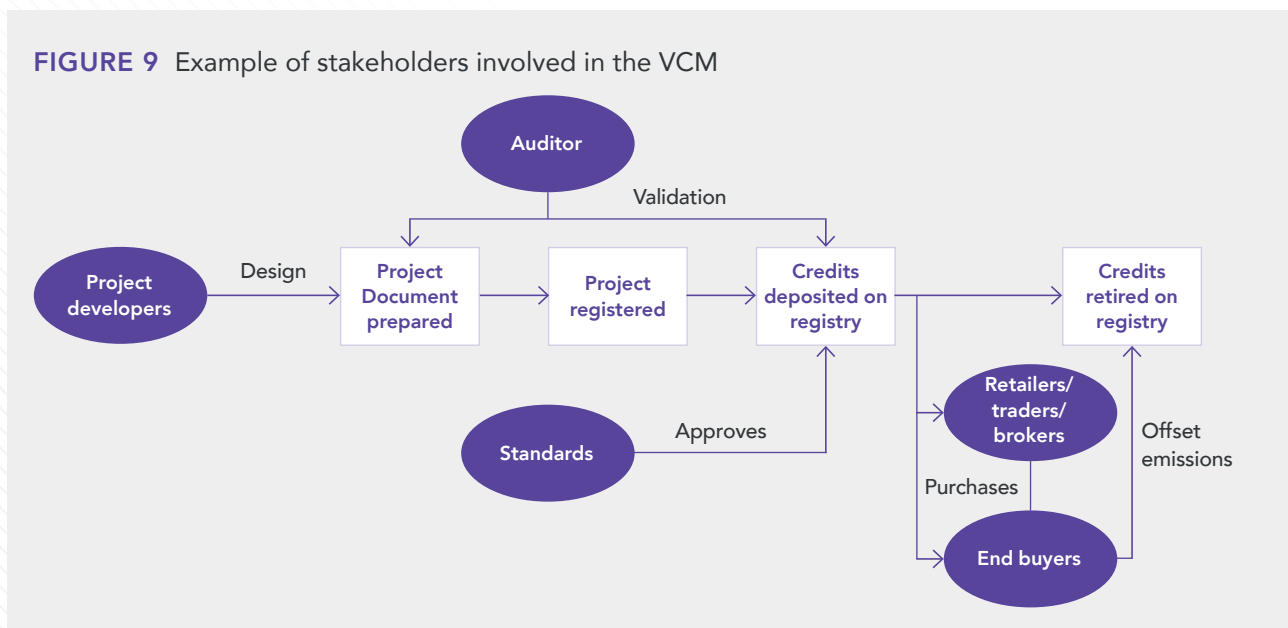 FIGURE 9 Example of stakeholders involved in the VCM
Auditor
Validation
Project
developers
Design
Project
Document
prepared
Project
registered
Credits
deposited on
registry
Credits
retired on
registry
Standards
Approves
Retailers/
traders/
brokers
Purchases
Offset
emissions
End buyers